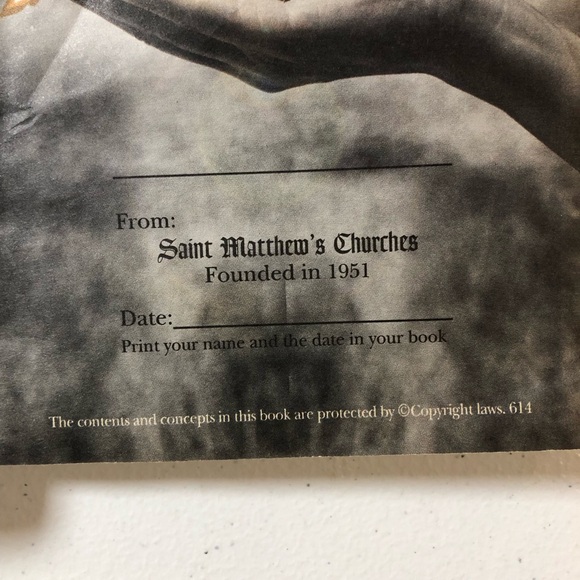 From:
Saint Matthew's Churches
Founded in 1951
Date:
Print your name and the date in your book
The contents and concepts in this book are protected by ©Copyright laws. 614